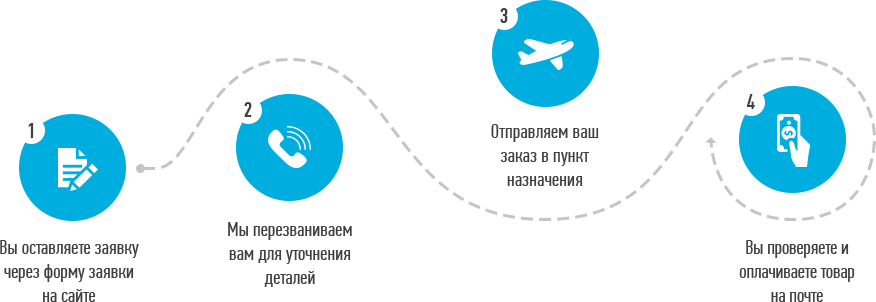 1
Вы оставляете заявку
через форму заявки
на сайте
2
Мы перезваниваем
вам для уточнения
деталей
3
Отправляем ваш
заказ в пункт
назначения
4
Вы проверяете и
оплачиваете товар
на почте